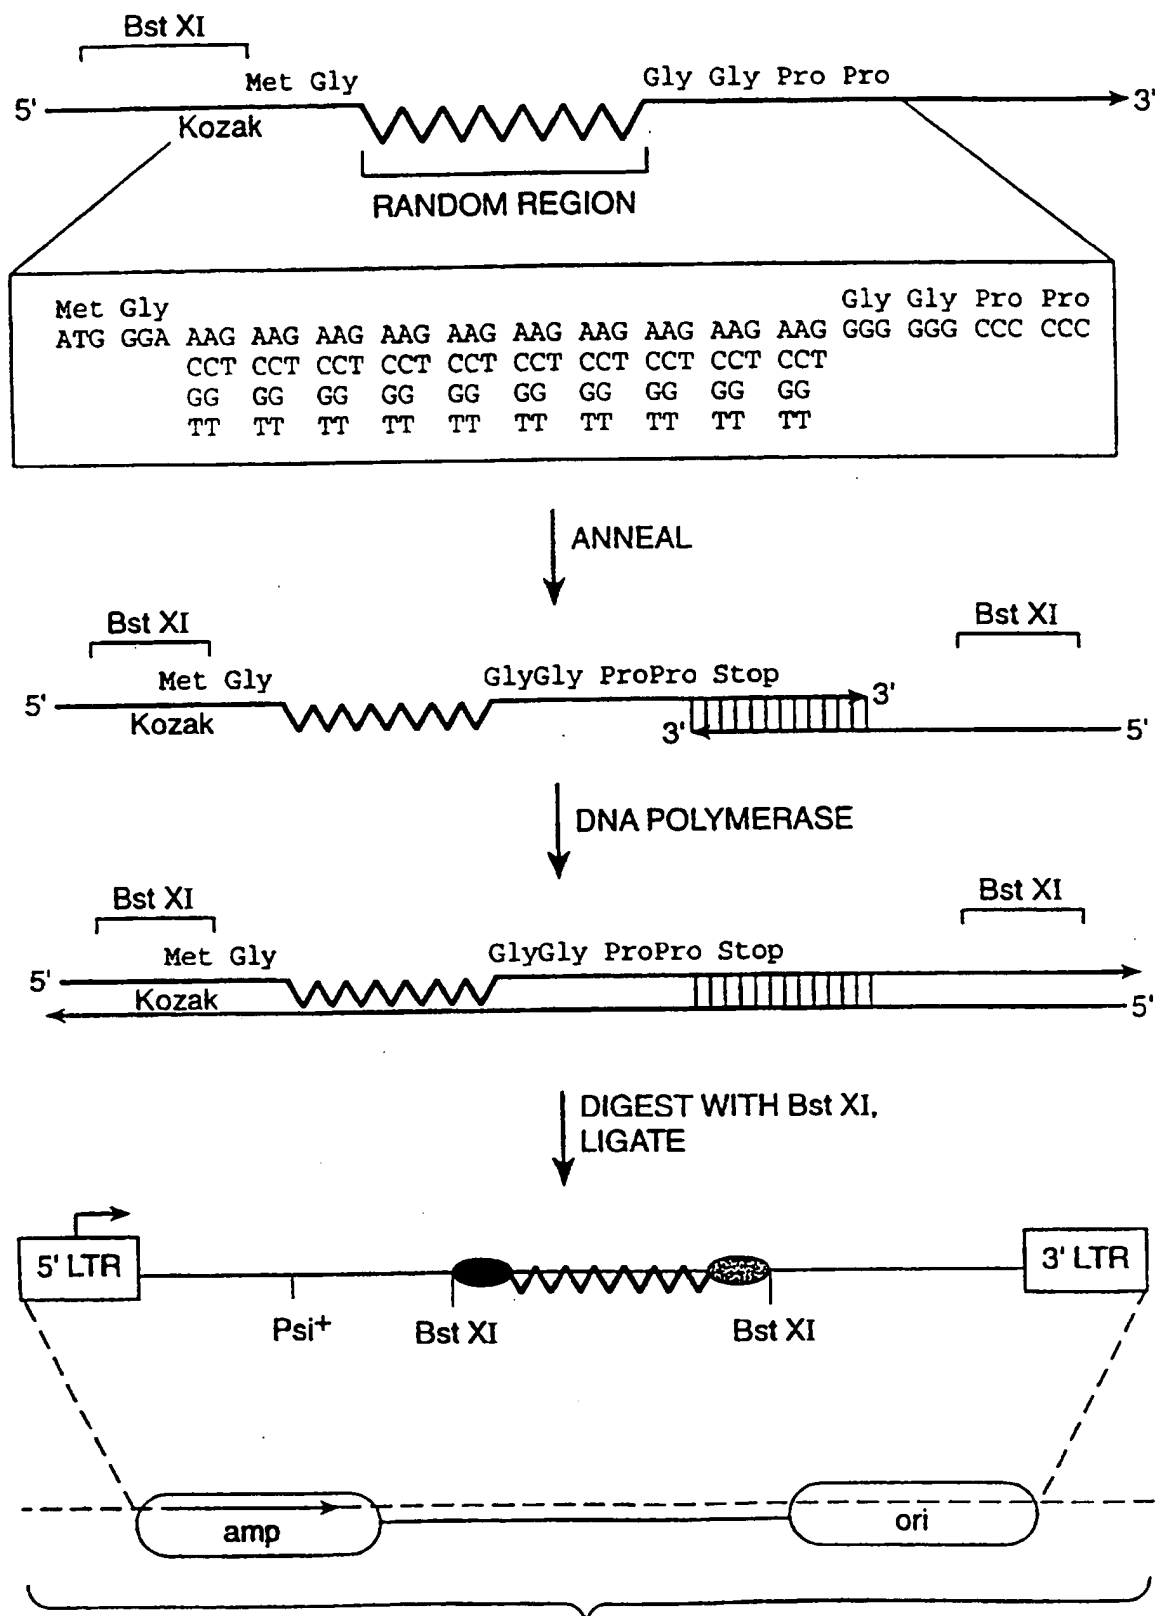 Bst XI
Met Gly
Gly Gly Pro Pro
5'
3'
Kozak
RANDOM REGION
Met Gly
Gly Gly Pro Pro
ATG GGA AAG AAG AAG AAG AAG AAG AAG AAG AAG AAG GGG GGG CCC CCC
CCT CCT CCT CCT CCT CCT CCT CCT CCT CCT
GG GG GG GG GG GG GG GG GG GG
TT TT TT TT TT TT TT TT TT TT
ANNEAL
Bst XI
Bst XI
Met Gly
GlyGly ProPro Stop
5'
3'
Kozak
3'
5'
DNA POLYMERASE
Bst XI
Bst XI
Met Gly
GlyGly ProPro Stop
5'
Kozak
5'
DIGEST WITH Bst XI,
LIGATE
5' LTR
3' LTR
Psi+
Bst XI
Bst XI
amp
ori